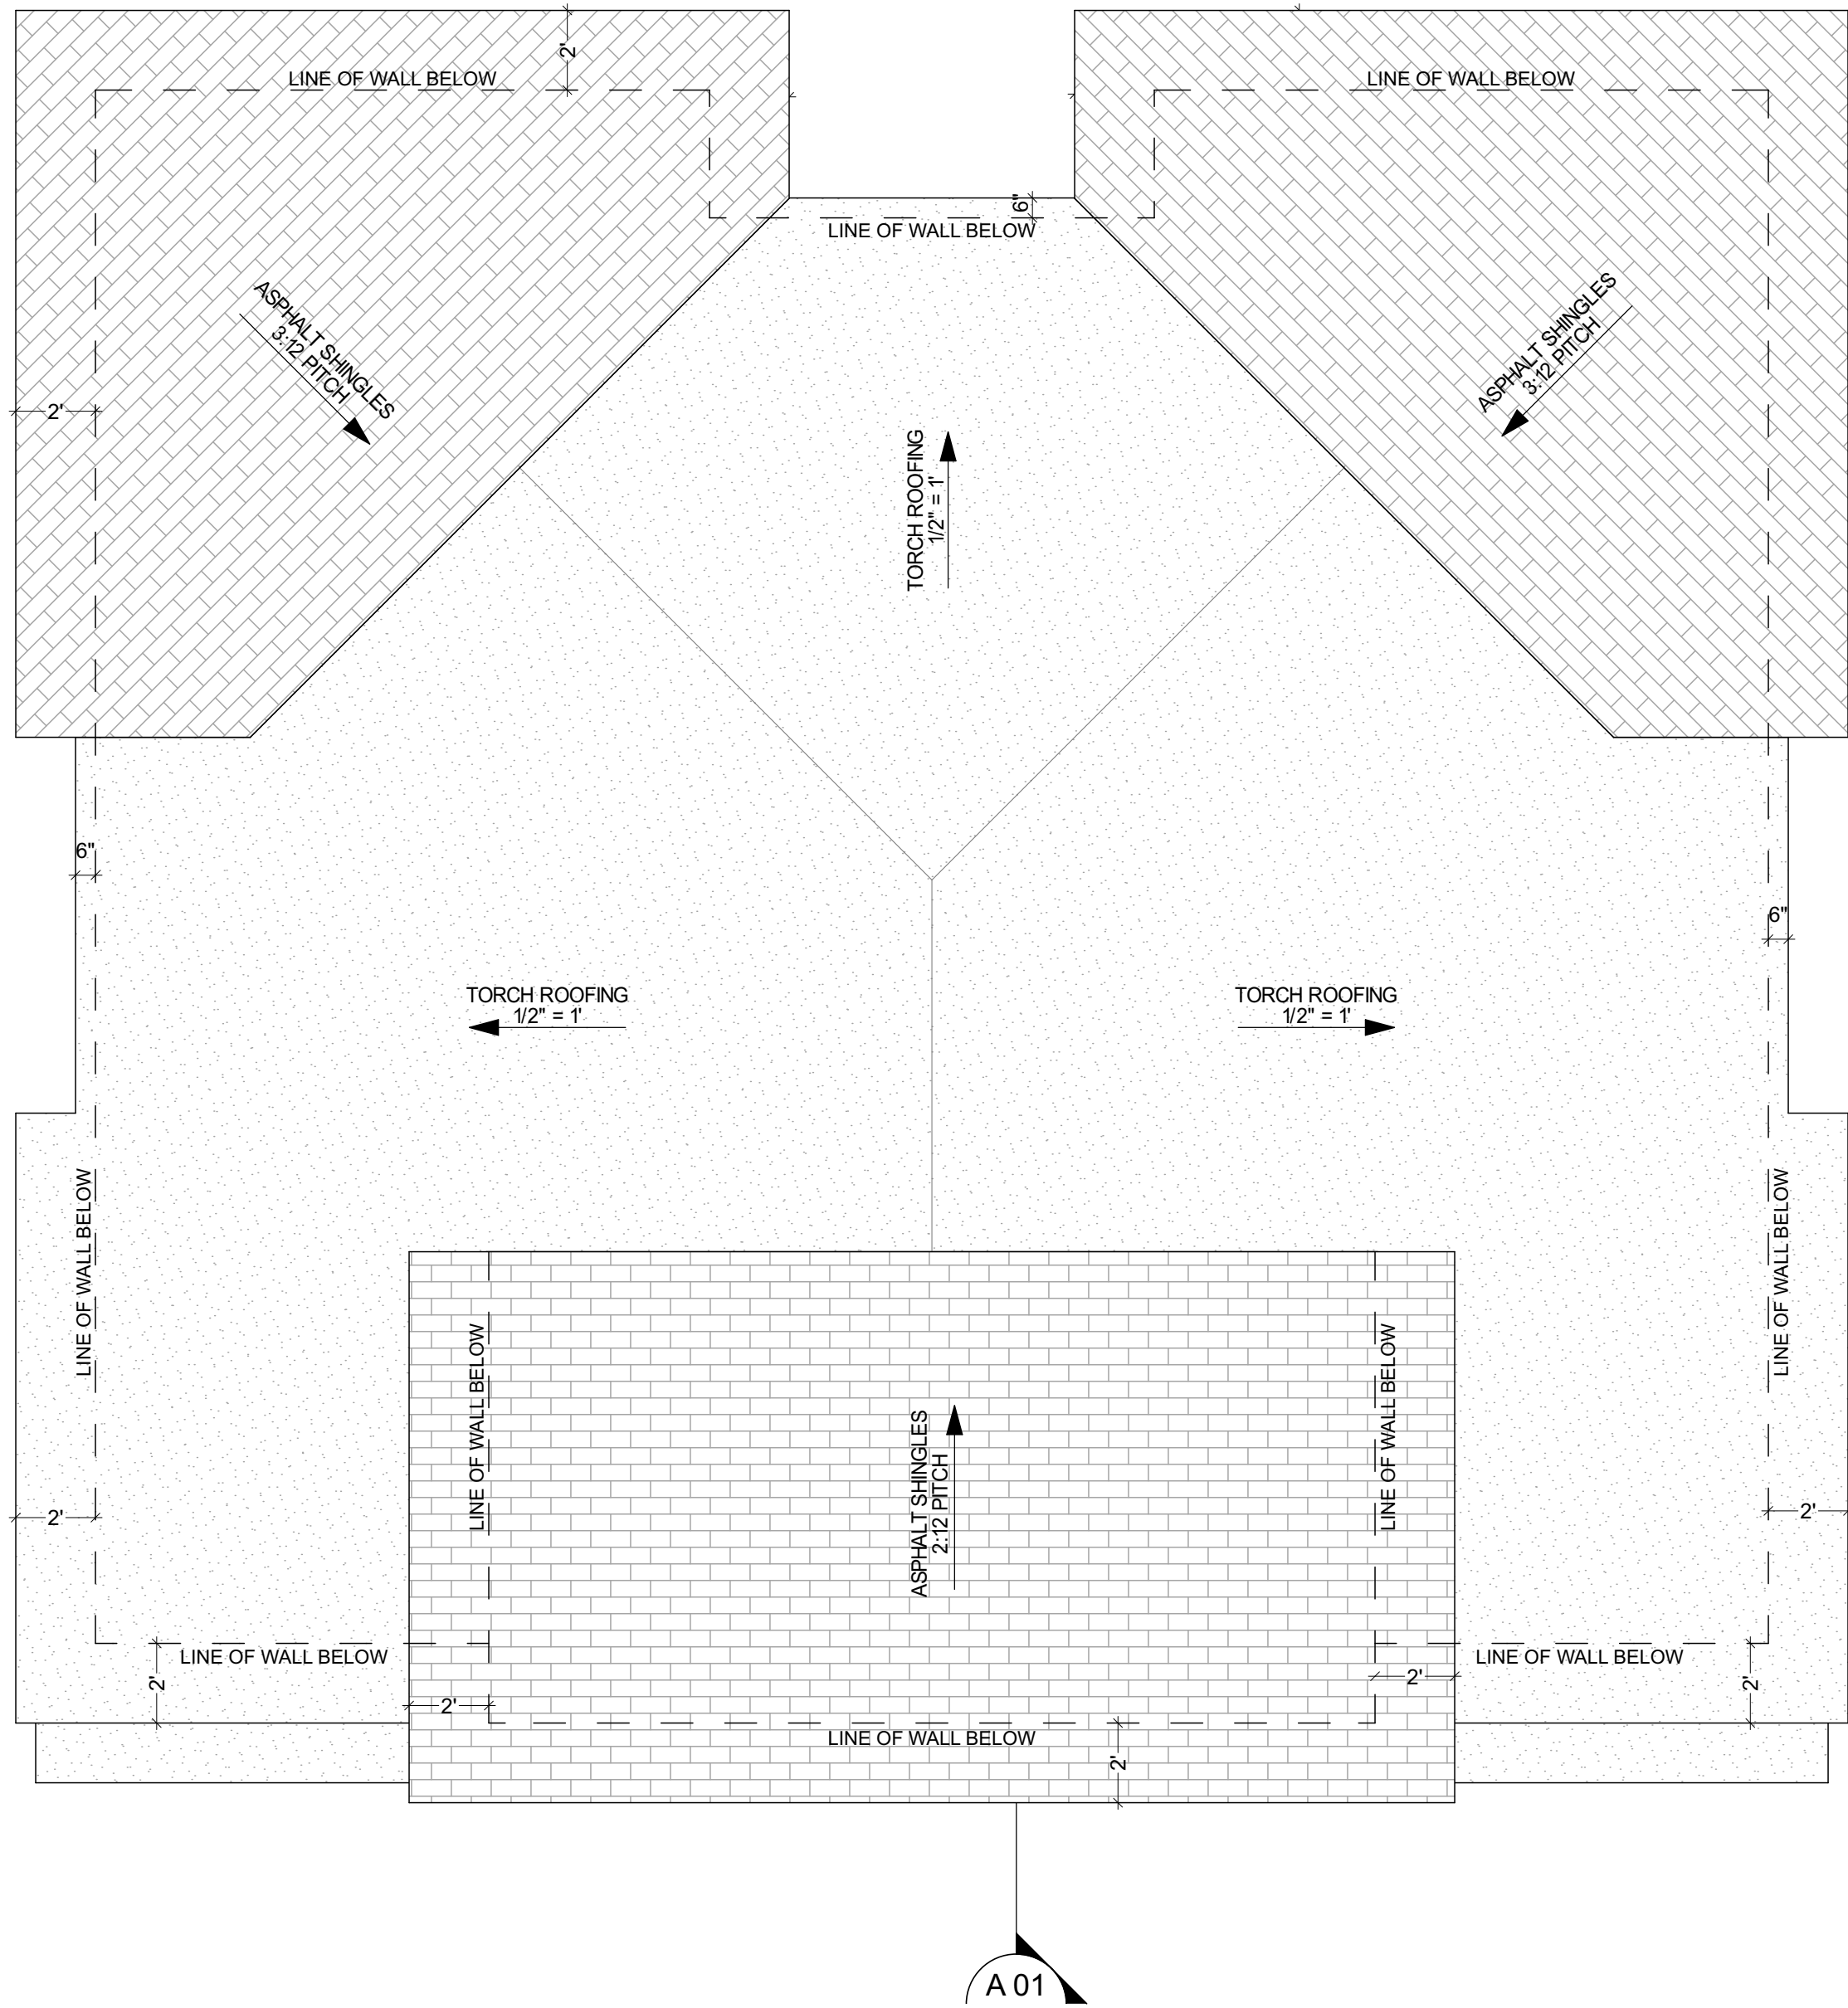 2'
LINE OF WALL BELOW
LINE OF WALL BELOW
6"
LINE OF WALL BELOW
ASPHALT SHINGLES
3:12 PITCH
ASPHALT SHINGLES
3:12 PITCH
2'
TORCH ROOFING
1/2" = 1'
6"
6"
TORCH ROOFING
1/2" = 1'
TORCH ROOFING
1/2" = 1'
LINE OF WALL BELOW
LINE OF WALL BELOW
LINE OF WALL BELOW
LINE OF WALL BELOW
ASPHALT SHINGLES
2:12 PITCH
2'
2'
LINE OF WALL BELOW
LINE OF WALL BELOW
2'
2'
2'
2'
LINE OF WALL BELOW
2'
A 01